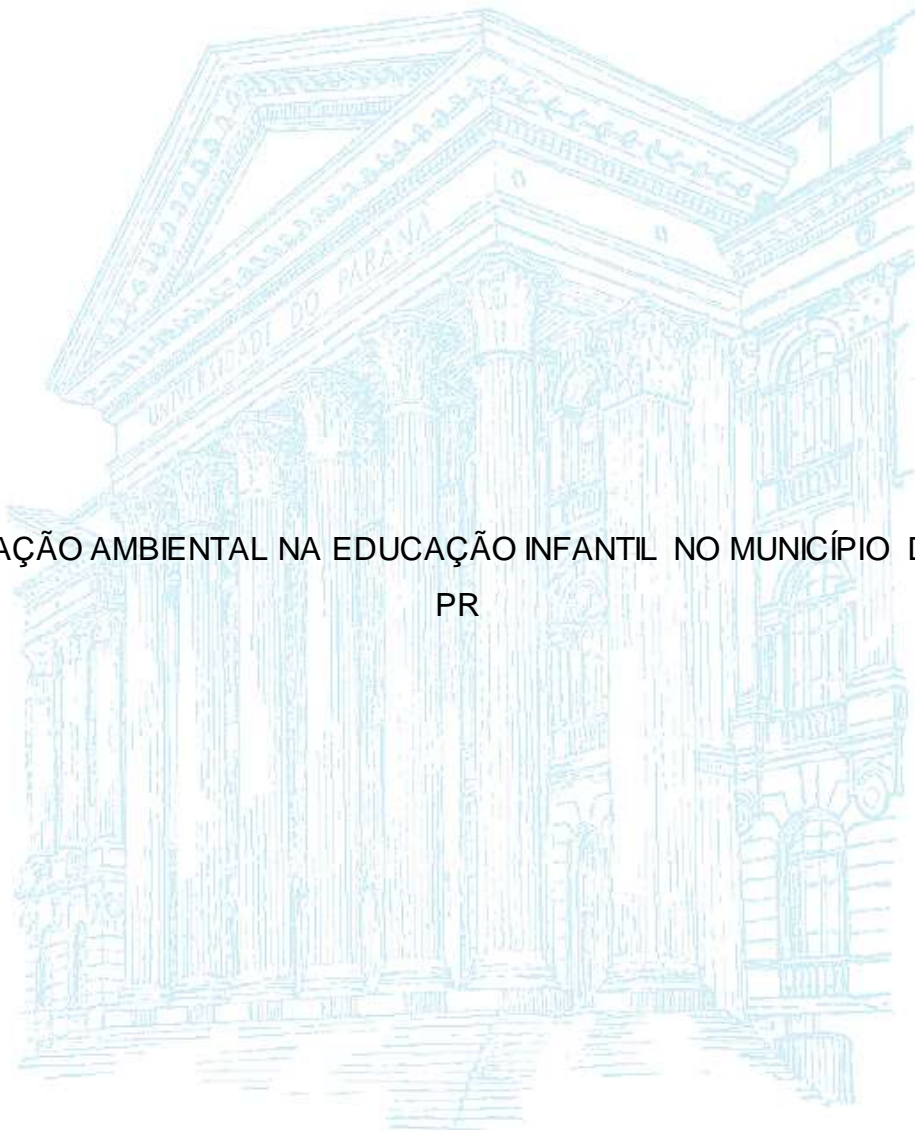 UNIVERSIDADE DO PARANÁ
AÇÃO AMBIENTAL NA EDUCAÇÃO INFANTIL NO MUNICÍPIO
PR